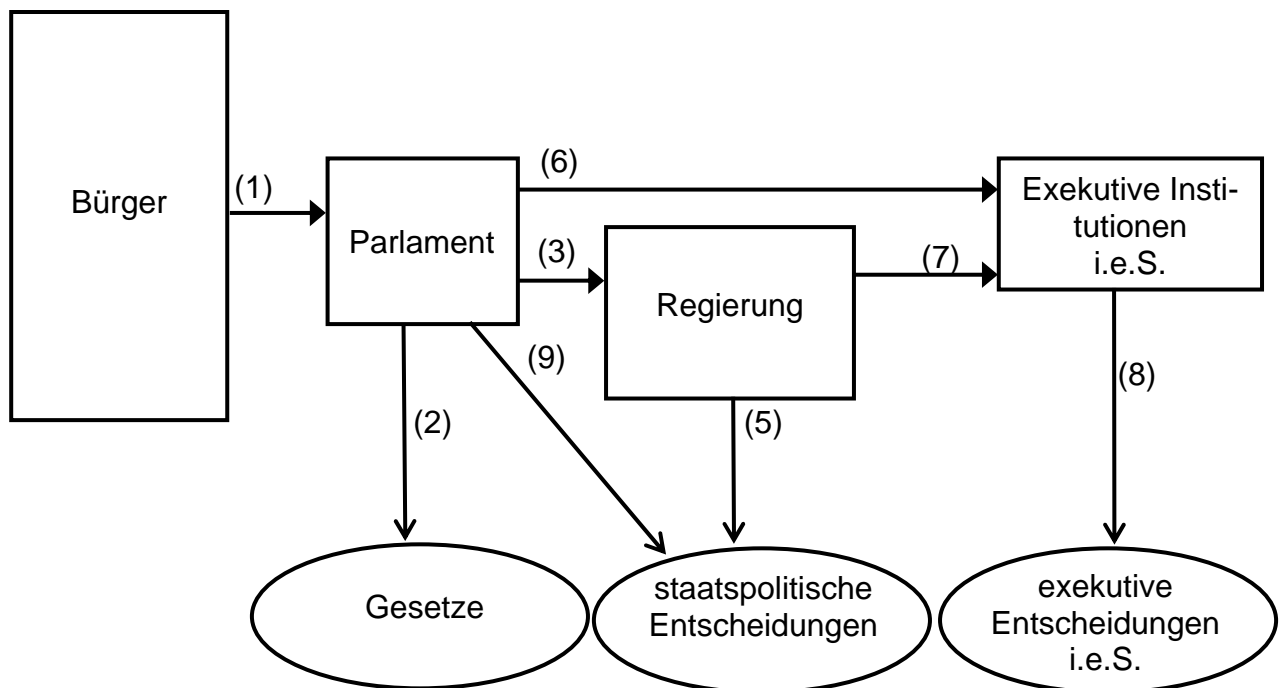 (6)
Exekutive Insti-
tutionen
i.e.S.
(1)
Bürger
Parlament
(3)
(7)
Regierung
(9)
(8)
(2)
(5)
Gesetze
staatspolitische
Entscheidungen
exekutive
Entscheidungen
i.e.S.